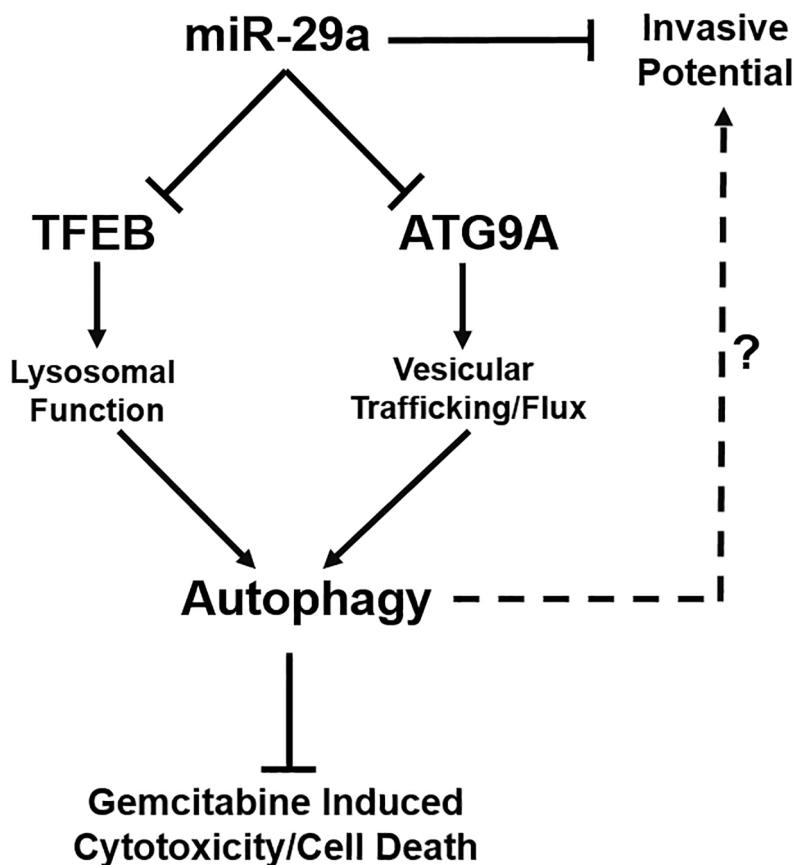 miR-29a
Invasive
Potential
TFEB
ATG9A
Lysosomal
Function
Vesicular
Trafficking/Flux
?
Autophagy
Gemcitabine Induced
Cytotoxicity/Cell Death